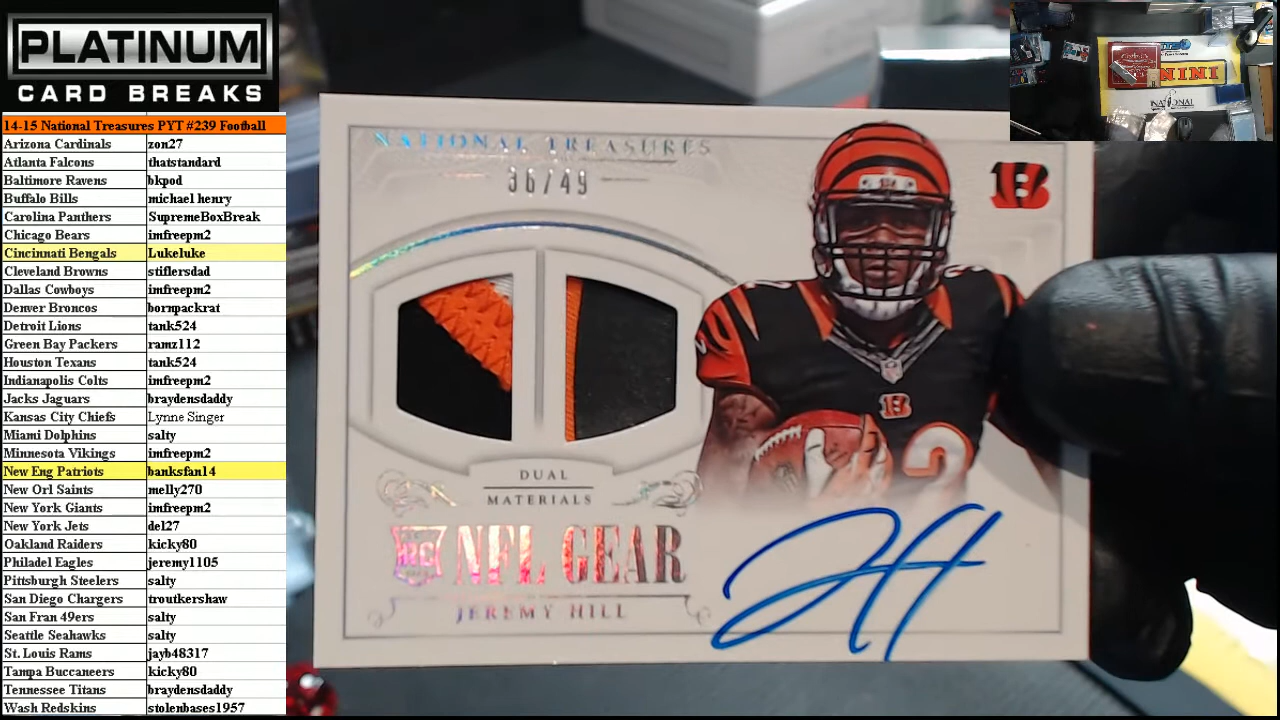 PLATINUM
CARD BREAKS
14-15 National Treasures PYT #239 Football
Arizona Cardinals zon27
Atlanta Falcons thatstandard
Baltimore Ravens bkpod
Buffalo Bills michael henry
Carolina Panthers SupremeBoxBreak
Chicago Bears imfreepm2
Cincinnati Bengals Lukeluke
Cleveland Browns stiflersdad
Dallas Cowboys imfreepm2
Denver Broncos bornpackrat
Detroit Lions tank524
Green Bay Packers ramz112
Houston Texans tank524
Indianapolis Colts imfreepm2
Jacks Jaguars braydensdaddy
Kansas City Chiefs Lynne Singer
Miami Dolphins salty
Minnesota Vikings imfreepm2
New Eng Patriots banksfan14
New Orl Saints melly270
New York Giants imfreepm2
New York Jets del27
Oakland Raiders kicky80
Philadel Eagles jeremy1105
Pittsburgh Steelers salty
San Diego Chargers troutkershaw
San Fran 49ers salty
Seattle Seahawks salty
St. Louis Rams jayb48317
Tampa Buccaneers kicky80
Tennessee Titans braydensdaddy
Wash Redskins stolenbases1957
NATIONAL TREASURES
36/49
B
DUAL
MATERIALS
RC NFL GEAR
JEREMY HILL
B
2
JH
NINI
NATIONAL